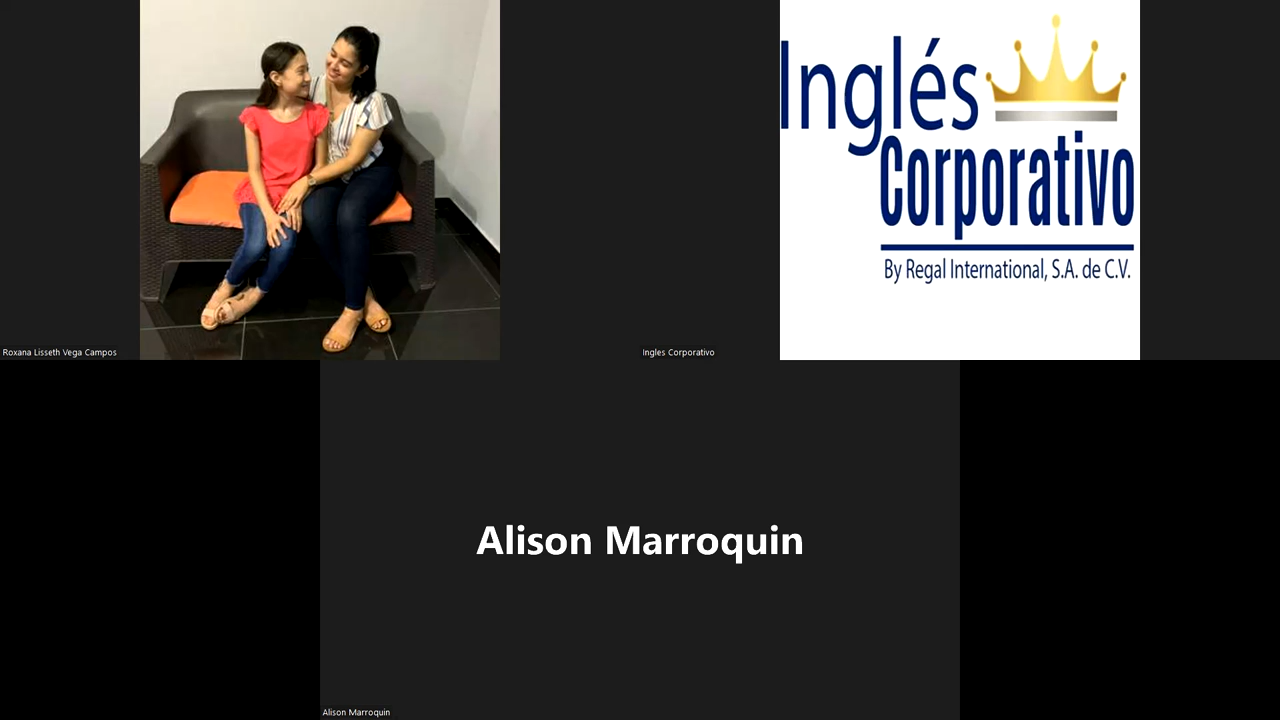 Inglés
Corporativo
By Regal International, S.A. de C.V.
Roxana Lisseth Vega Campos
Ingles Corporativo
Alison Marroquin
Alison Marroquin